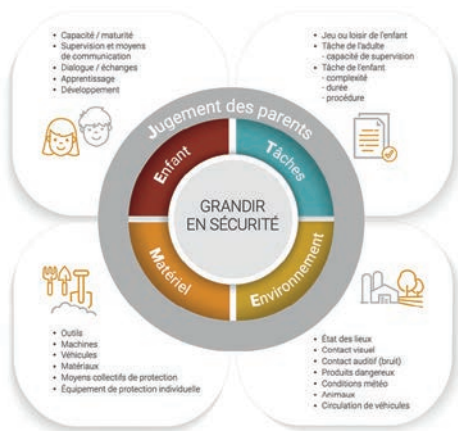 • Capacité / maturité
• Supervision et moyens
de communication
• Dialogue / échanges
• Apprentissage
• Développement
• Jeu ou loisir de l'enfant
• Tâche de l'adulte
- capacité de supervision
• Tâche de l'enfant
- complexité
- durée
- procédure
Jugement des parents
Enfant
Tâches
GRANDIR
EN SÉCURITÉ
Matériel
Environnement
• Outils
• Machines
• Véhicules
• Matériaux
• Moyens collectifs de protection
• Équipement de protection individuelle
• État des lieux
• Contact visuel
• Contact auditif (bruit)
• Produits dangereux
• Conditions météo
• Animaux
• Circulation de véhicules